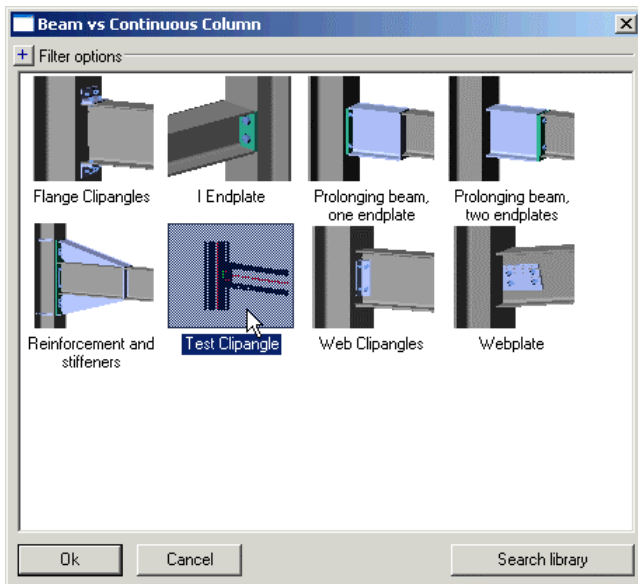 Beam vs Continuous Column
Filter options
Flange Clipangles
I Endplate
Prolonging beam,
one endplate
Prolonging beam,
two endplates
Reinforcement and
stiffeners
Test Clipangle
Web Clipangles
Webplate
Ok
Cancel
Search library